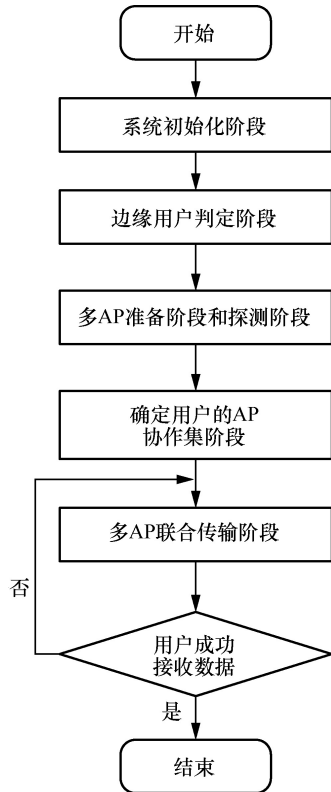 开始
系统初始化阶段
边缘用户判定阶段
多AP准备阶段和探测阶段
确定用户的AP
协作集阶段
多AP联合传输阶段
否
用户成功
接收数据
是
结束